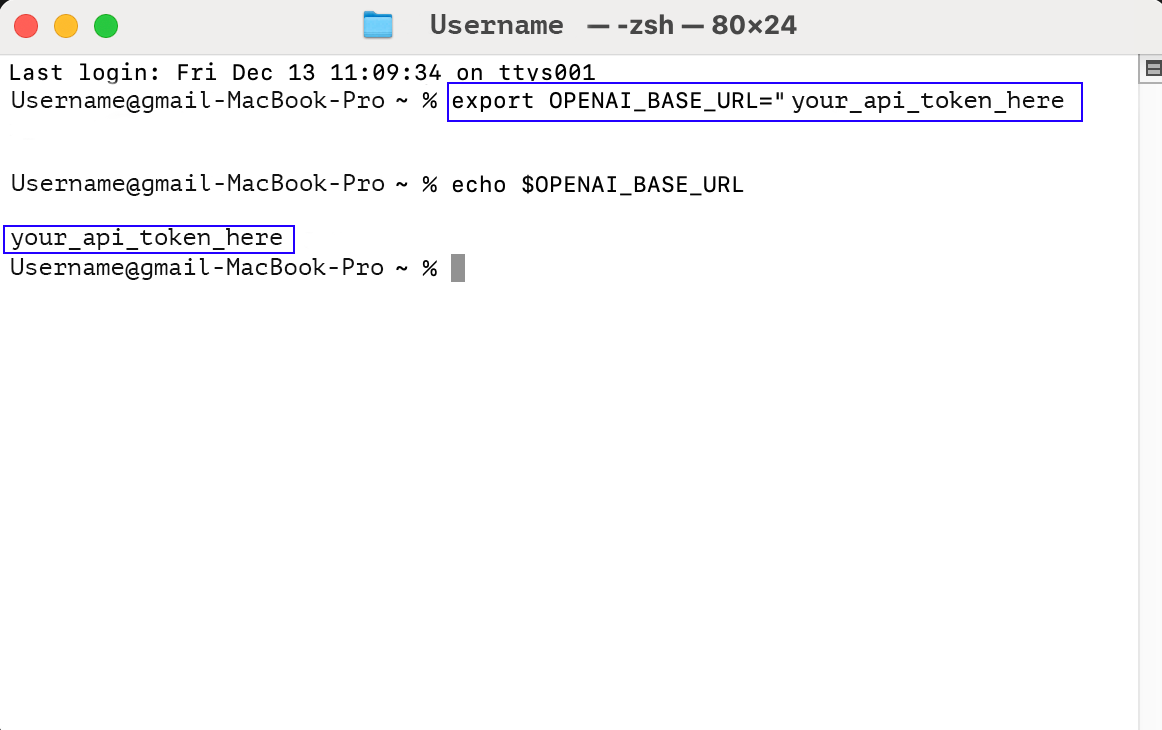 Username — -zsh — 80×24
Last login: Fri Dec 13 11:09:34 on ttys001
Username@gmail-MacBook-Pro ~ % export OPENAI_BASE_URL="your_api_token_here
Username@gmail-MacBook-Pro ~ % echo $OPENAI_BASE_URL
your_api_token_here
Username@gmail-MacBook-Pro ~ %